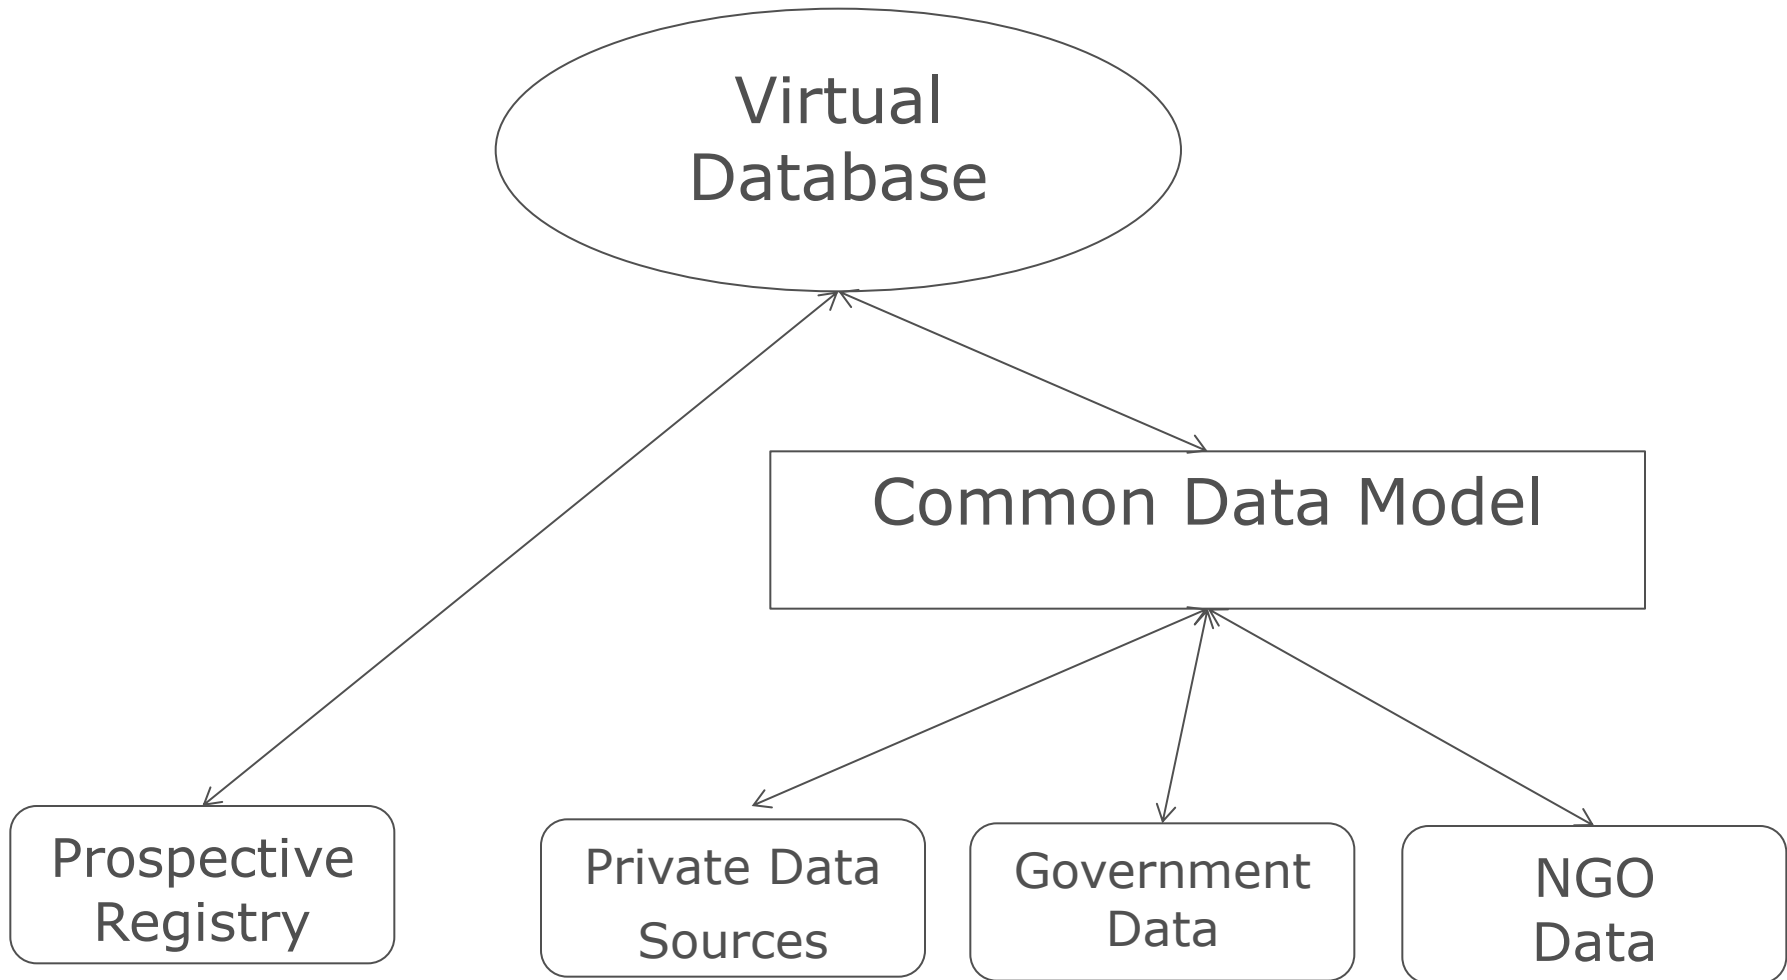 Virtual
Database
Common Data Model
Prospective
Registry
Private Data
Sources
Government
Data
NGO
Data